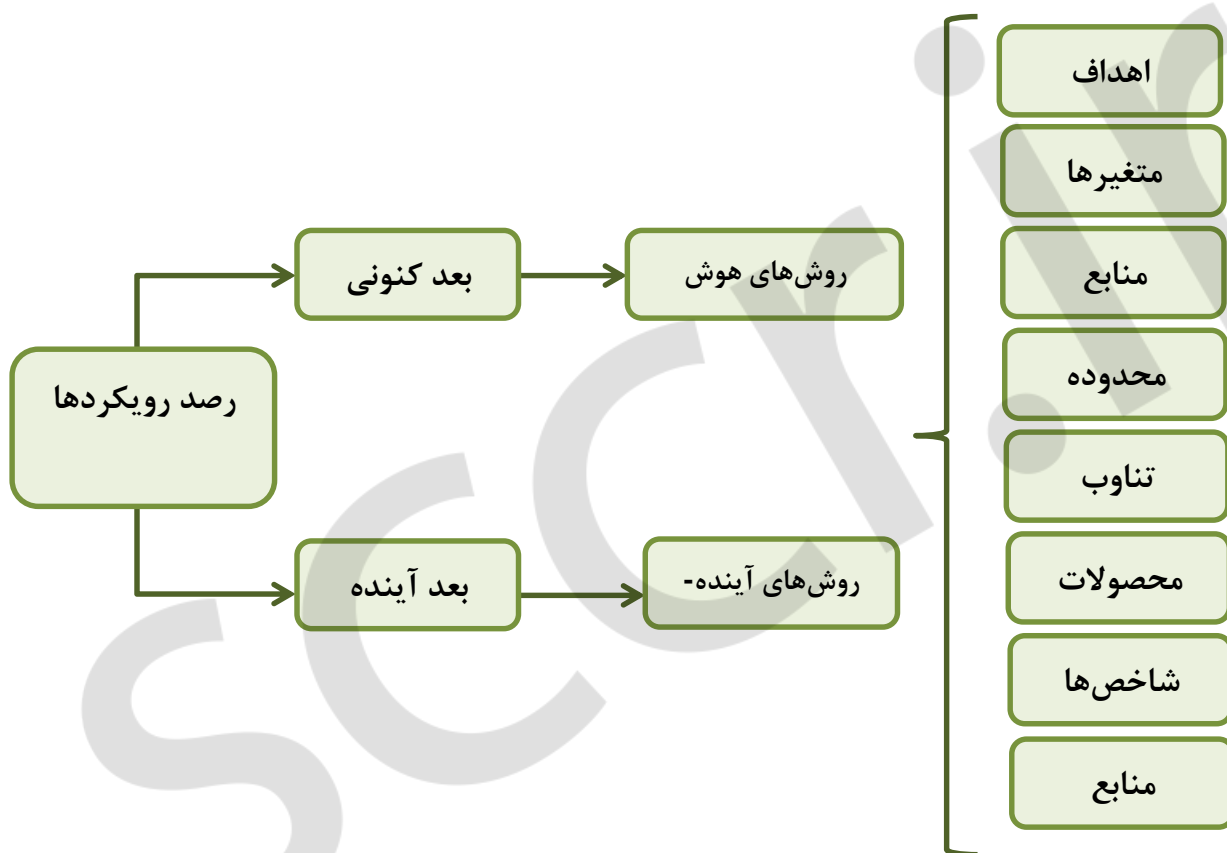 رصد رویکردها
بعد کنونی
روش‌های هوش
بعد آینده
روش‌های آینده-
اهداف
متغیرها
منابع
محدوده
تناوب
محصولات
شاخص‌ها
منابع
sccr.ir